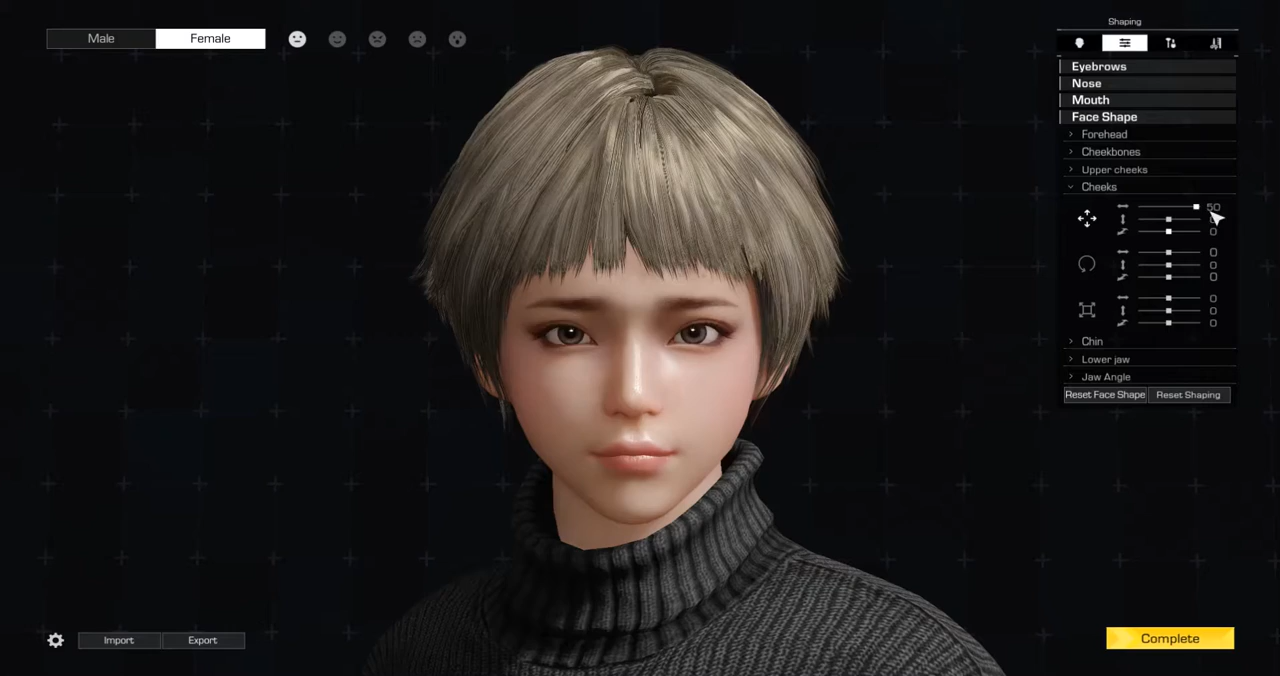 Male Female
Shaping
Eyebrows
Nose
Mouth
Face Shape
Forehead
Cheekbones
Upper cheeks
Cheeks
50
0
0
0
0
0
0
0
Chin
Lower jaw
Jaw Angle
Reset Face Shape Reset Shaping
Import Export
Complete